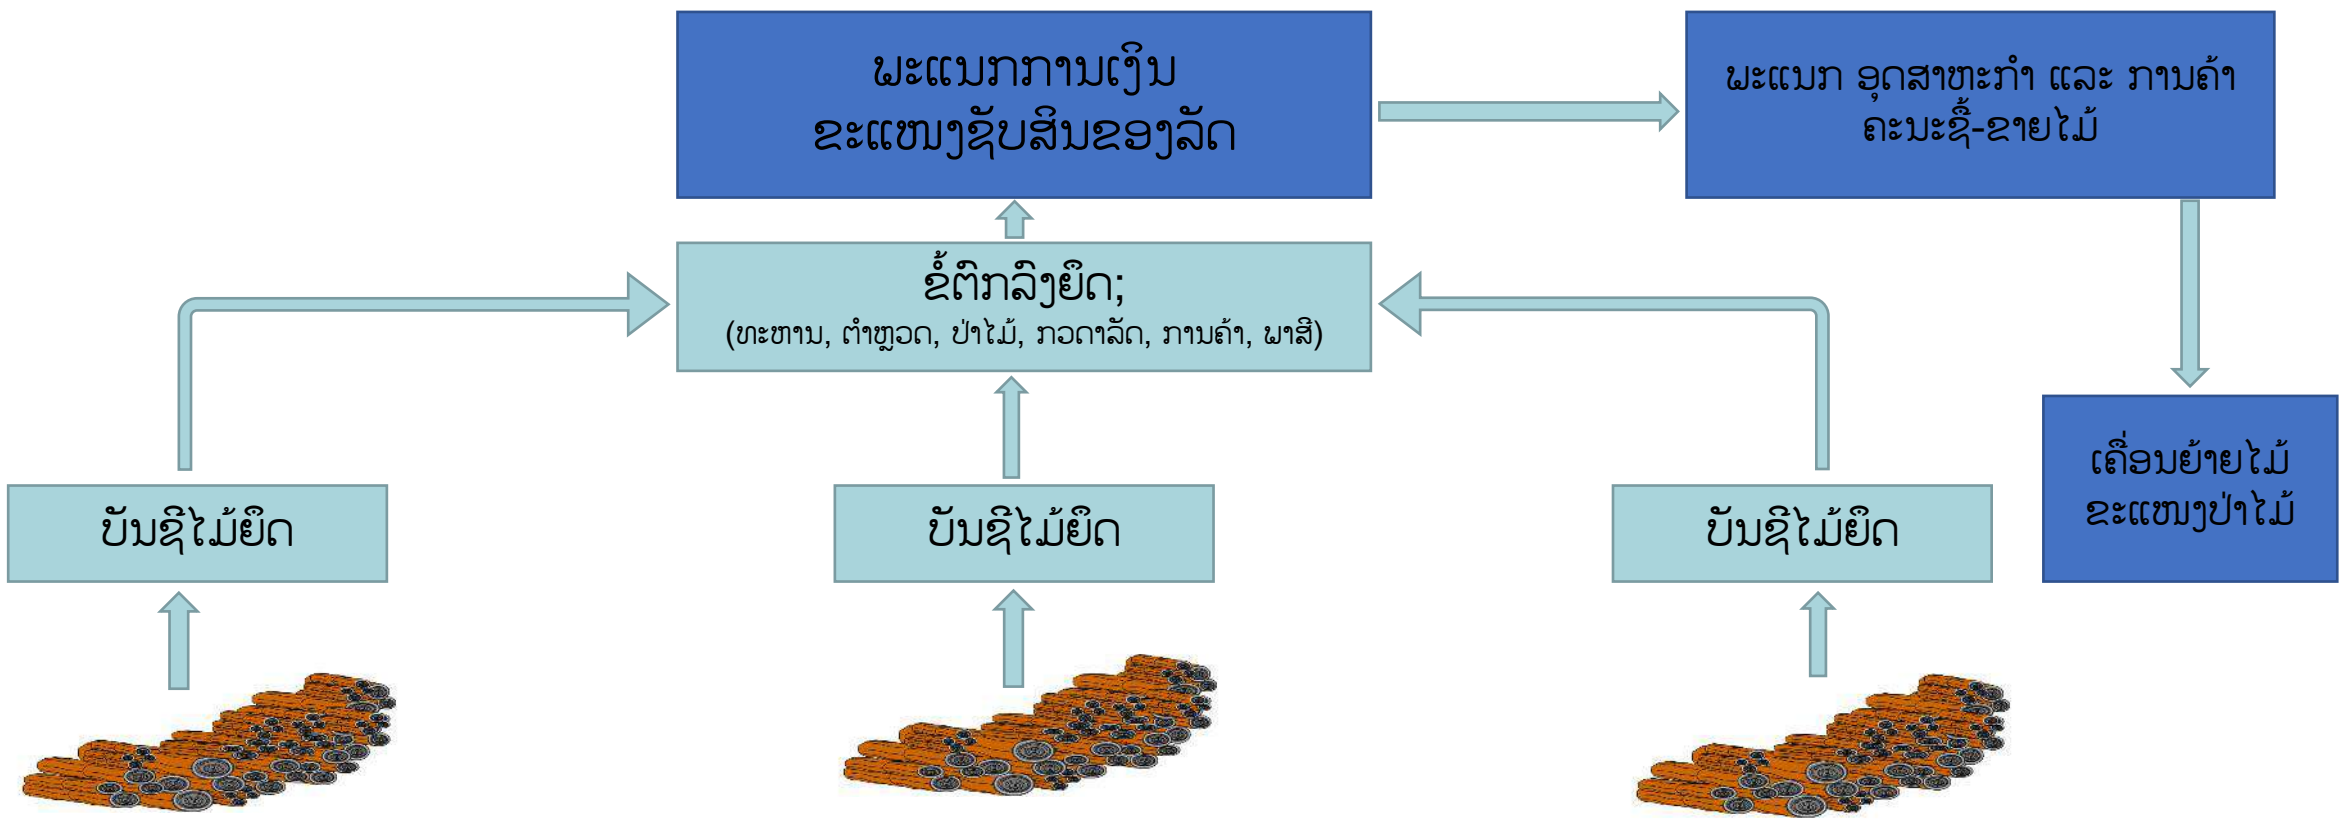 ພະແນກການເງິນ
ຂະແໜງຊັບສິນຂອງລັດ
ພະແນກ ອຸດສາຫະກຳ ແລະ ການຄ້າ
ຄະນະຊື້-ຂາຍໄມ້
ຂໍ້ຕົກລົງຍຶດ;
(ທະຫານ, ຕຳຫຼວດ, ປ່າໄມ້, ກວດາລັດ, ການຄ້າ, ພາສີ)
ເຄື່ອນຍ້າຍໄມ້
ຂະແໜງປ່າໄມ້
ບັນຊີໄມ້ຍຶດ
ບັນຊີໄມ້ຍຶດ
ບັນຊີໄມ້ຍຶດ